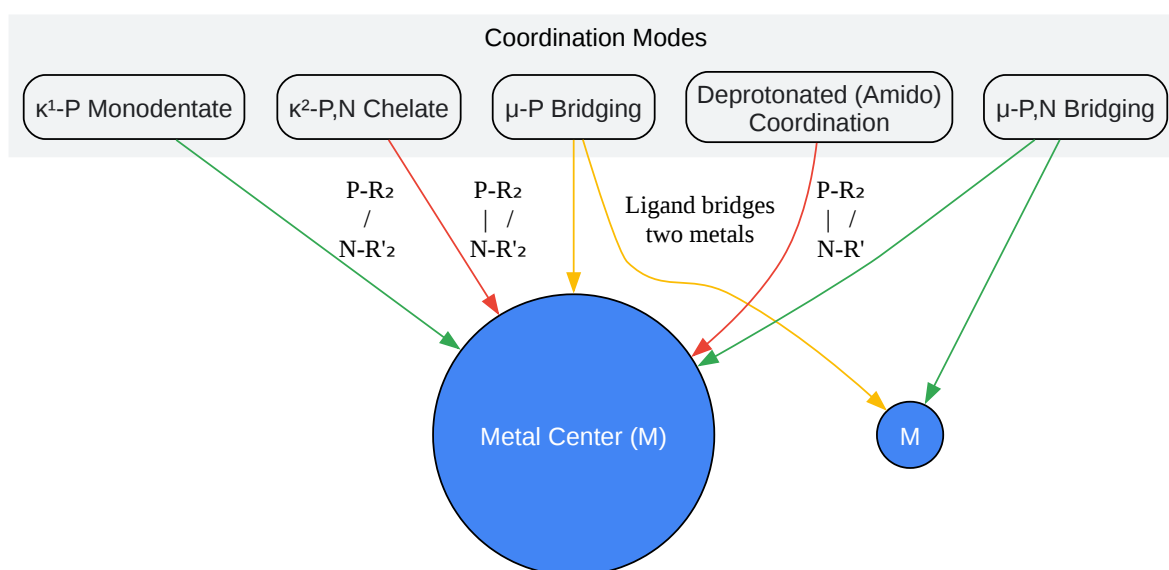 Coordination Modes
κ¹-P Monodentate
κ²-P,N Chelate
μ-P Bridging
Deprotonated (Amido)
Coordination
μ-P,N Bridging
P-R₂
/
N-R'₂
P-R₂
| /
N-R'₂
Ligand bridges
two metals
P-R₂
| /
N-R'
Metal Center (M)
M